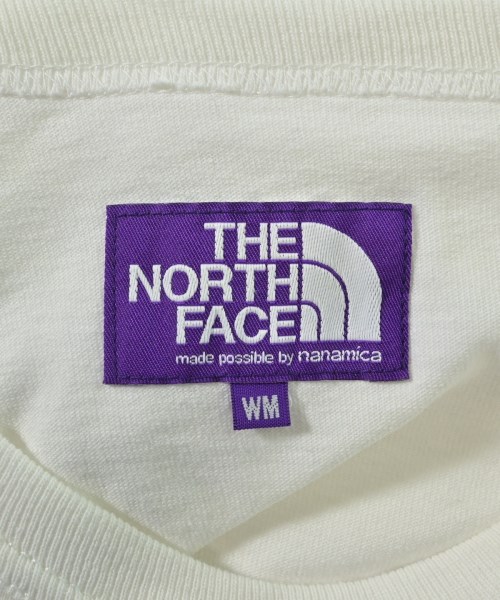 THE
NORTH
FACE
made possible by nanamica
WM